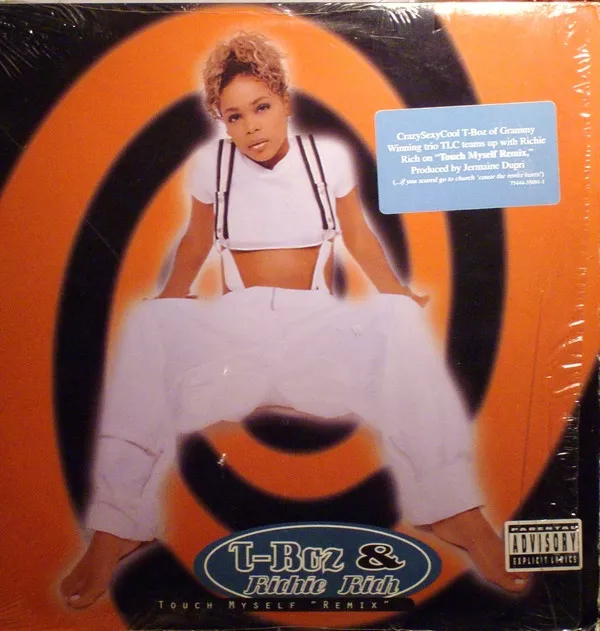 CrazySexyCool T-Boz of Grammy
Winning trio TLC teams up with Richie
Rich on "Touch Myself Remix,"
Produced by Jermaine Dupri
(...if you scared go to church 'cause the remix hurts!)
T-Boz &
Richie Rich
Touch Myself "Remix"
PARENTAL
ADVISORY
EXPLICIT LYRICS